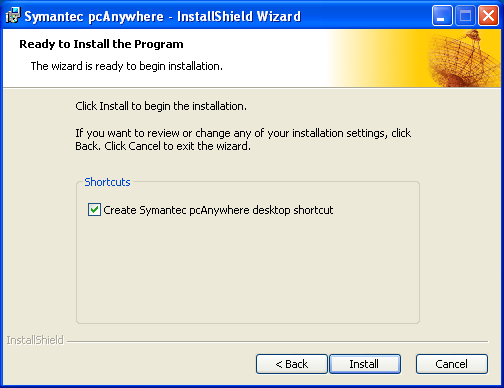 Symantec pcAnywhere - InstallShield Wizard
Ready to Install the Program
The wizard is ready to begin installation.
Click Install to begin the installation.
If you want to review or change any of your installation settings, click
Back. Click Cancel to exit the wizard.
Shortcuts
Create Symantec pcAnywhere desktop shortcut
InstallShield
< Back
Install
Cancel